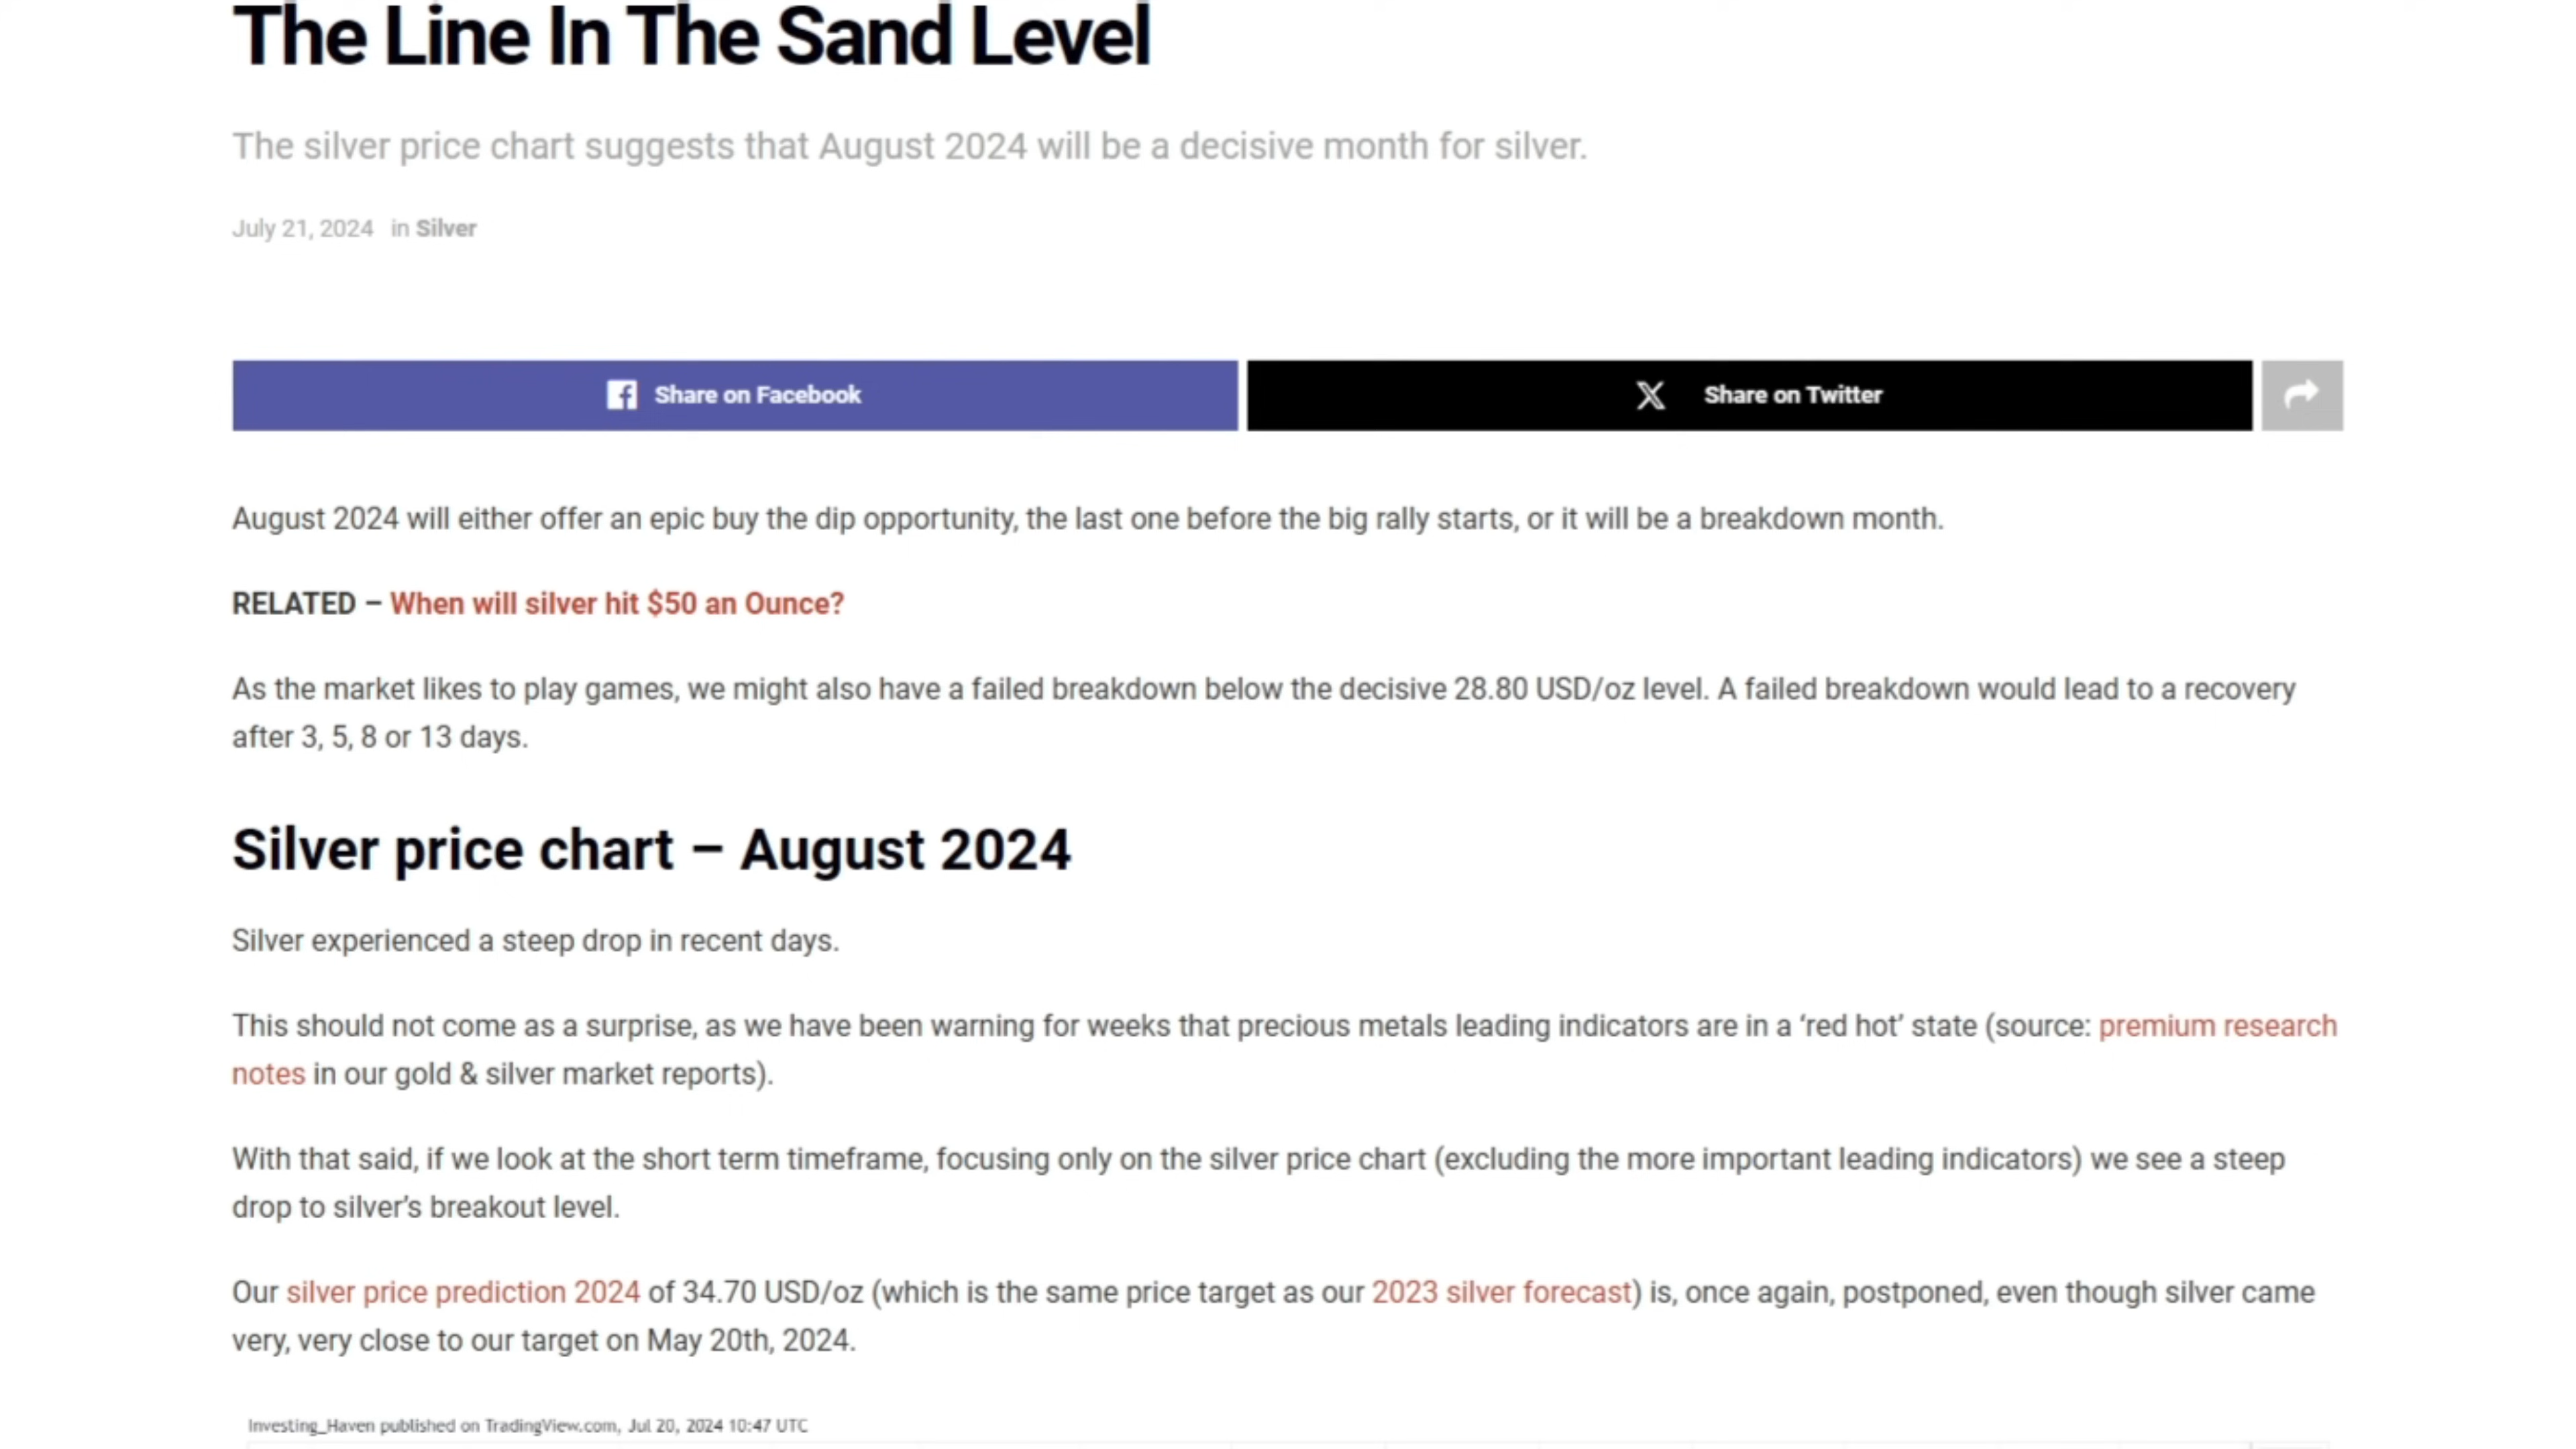 The Line In The Sand Level
The silver price chart suggests that August 2024 will be a decisive month for silver.
July 21, 2024 in Silver
Share on Facebook
Share on Twitter
August 2024 will either offer an epic buy the dip opportunity, the last one before the big rally starts, or it will be a breakdown month.
RELATED – When will silver hit $50 an Ounce?
As the market likes to play games, we might also have a failed breakdown below the decisive 28.80 USD/oz level. A failed breakdown would lead to a recovery
after 3, 5, 8 or 13 days.
Silver price chart – August 2024
Silver experienced a steep drop in recent days.
This should not come as a surprise, as we have been warning for weeks that precious metals leading indicators are in a ‘red hot’ state (source: premium research
notes in our gold & silver market reports).
With that said, if we look at the short term timeframe, focusing only on the silver price chart (excluding the more important leading indicators) we see a steep
drop to silver’s breakout level.
Our silver price prediction 2024 of 34.70 USD/oz (which is the same price target as our 2023 silver forecast) is, once again, postponed, even though silver came
very, very close to our target on May 20th, 2024.
Investing_Haven published on TradingView.com, Jul 20, 2024 10:47 UTC